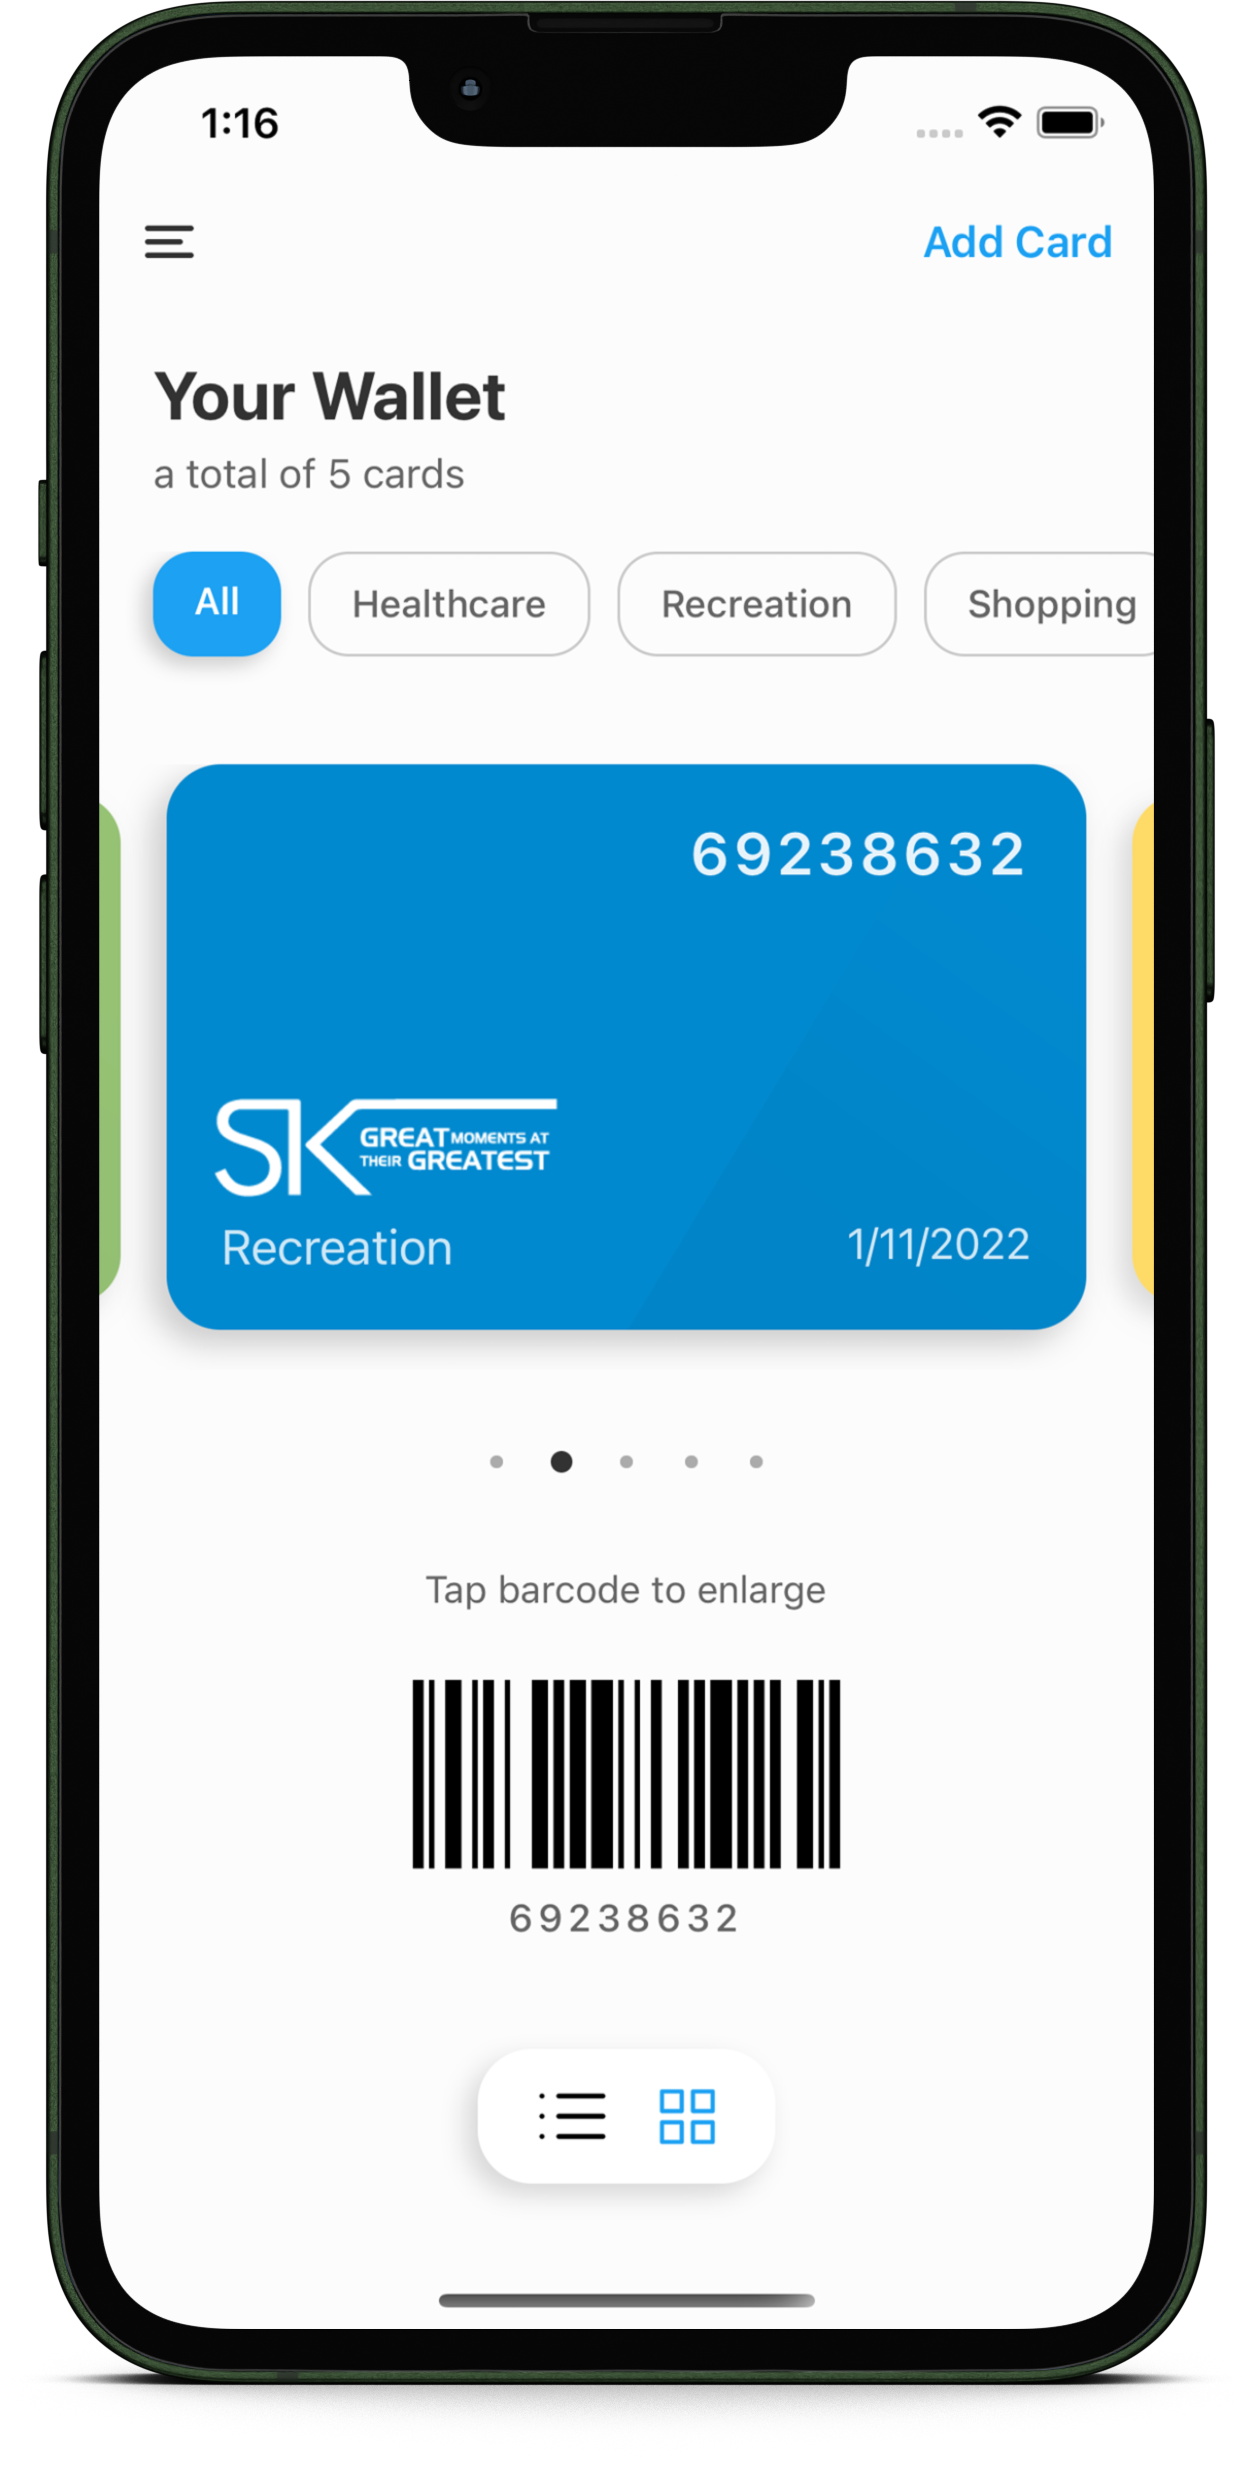 1:16
Add Card
Your Wallet
a total of 5 cards
All
Healthcare
Recreation
Shopping
69238632
SK
GREAT MOMENTS AT
THEIR GREATEST
Recreation
1/11/2022
Tap barcode to enlarge
69238632